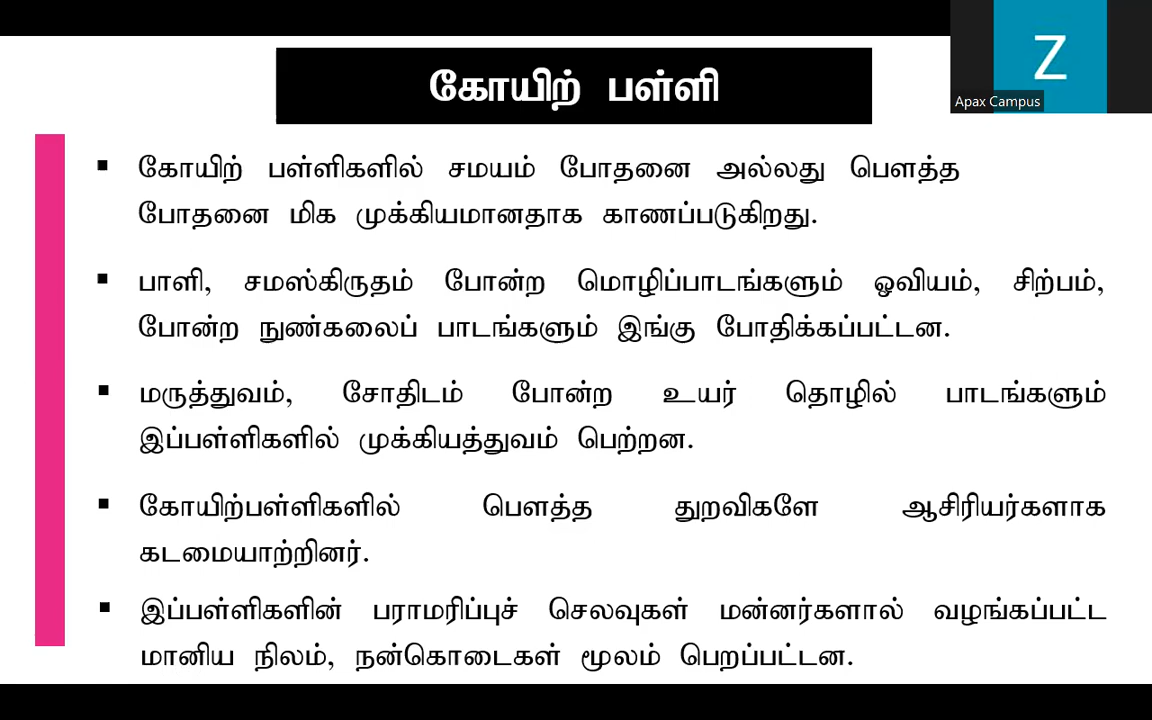 கோயிற் பள்ளி
Z
Apax Campus
▪ கோயிற் பள்ளிகளில் சமயம் போதனை அல்லது பௌத்த
போதனை மிக முக்கியமானதாக காணப்படுகிறது.
▪ பாளி, சமஸ்கிருதம் போன்ற மொழிப்பாடங்களும் ஓவியம், சிற்பம்,
போன்ற நுண்கலைப் பாடங்களும் இங்கு போதிக்கப்பட்டன.
▪ மருத்துவம், சோதிடம் போன்ற உயர் தொழில் பாடங்களும்
இப்பள்ளிகளில் முக்கியத்துவம் பெற்றன.
▪ கோயிற்பள்ளிகளில் பௌத்த துறவிகளே ஆசிரியர்களாக
கடமையாற்றினர்.
▪ இப்பள்ளிகளின் பராமரிப்புச் செலவுகள் மன்னர்களால் வழங்கப்பட்ட
மானிய நிலம், நன்கொடைகள் மூலம் பெறப்பட்டன.